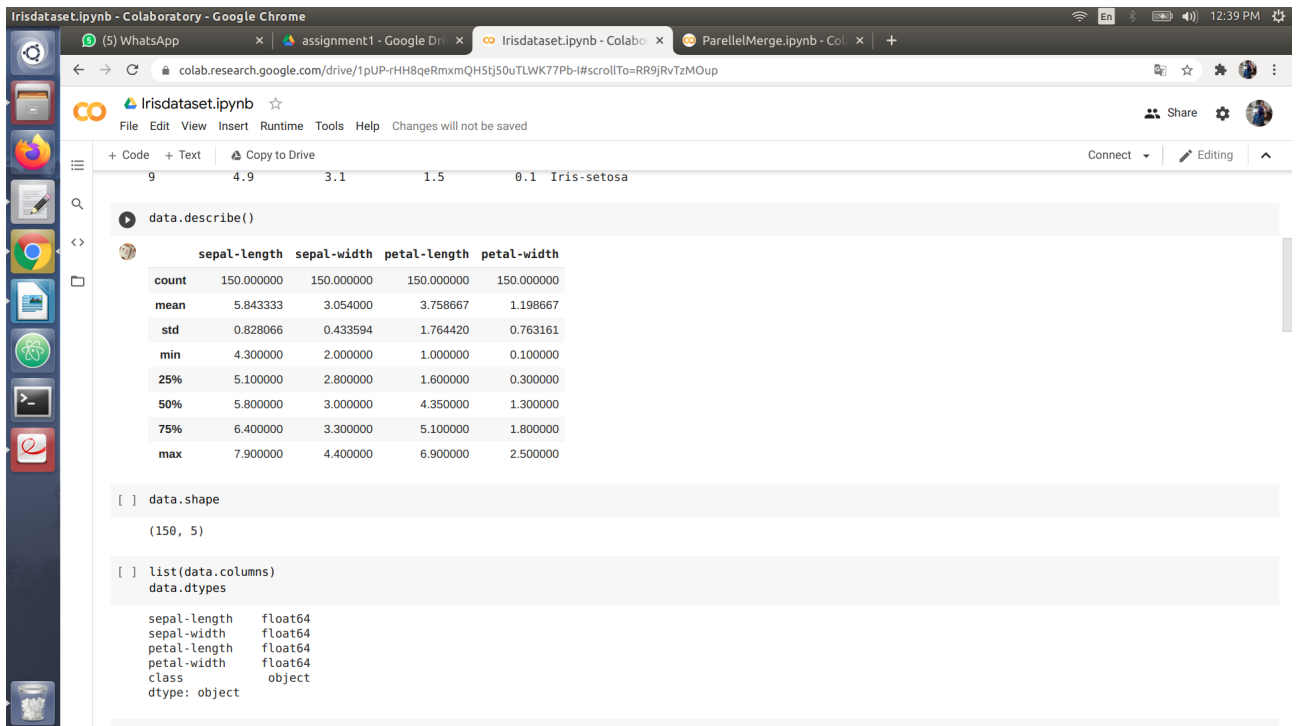 Irisdataset.ipynb - Colaboratory - Google Chrome En 12:39 PM
(5) WhatsApp assignment1 - Google Dri Irisdataset.ipynb - Colabo ParellelMerge.ipynb - Col
colab.research.google.com/drive/1pUP-rHH8qeRmxmQH5tj50uTLWK77Pb-I#scrollTo=RR9jRvTzMOup
CO Irisdataset.ipynb Share
File Edit View Insert Runtime Tools Help Changes will not be saved
+ Code + Text Copy to Drive Connect Editing
9 4.9 3.1 1.5 0.1 Iris-setosa
data.describe()
sepal-length sepal-width petal-length petal-width
count 150.000000 150.000000 150.000000 150.000000
mean 5.843333 3.054000 3.758667 1.198667
std 0.828066 0.433594 1.764420 0.763161
min 4.300000 2.000000 1.000000 0.100000
25% 5.100000 2.800000 1.600000 0.300000
50% 5.800000 3.000000 4.350000 1.300000
75% 6.400000 3.300000 5.100000 1.800000
max 7.900000 4.400000 6.900000 2.500000
[ ] data.shape
(150, 5)
[ ] list(data.columns)
data.dtypes
sepal-length float64
sepal-width float64
petal-length float64
petal-width float64
class object
dtype: object